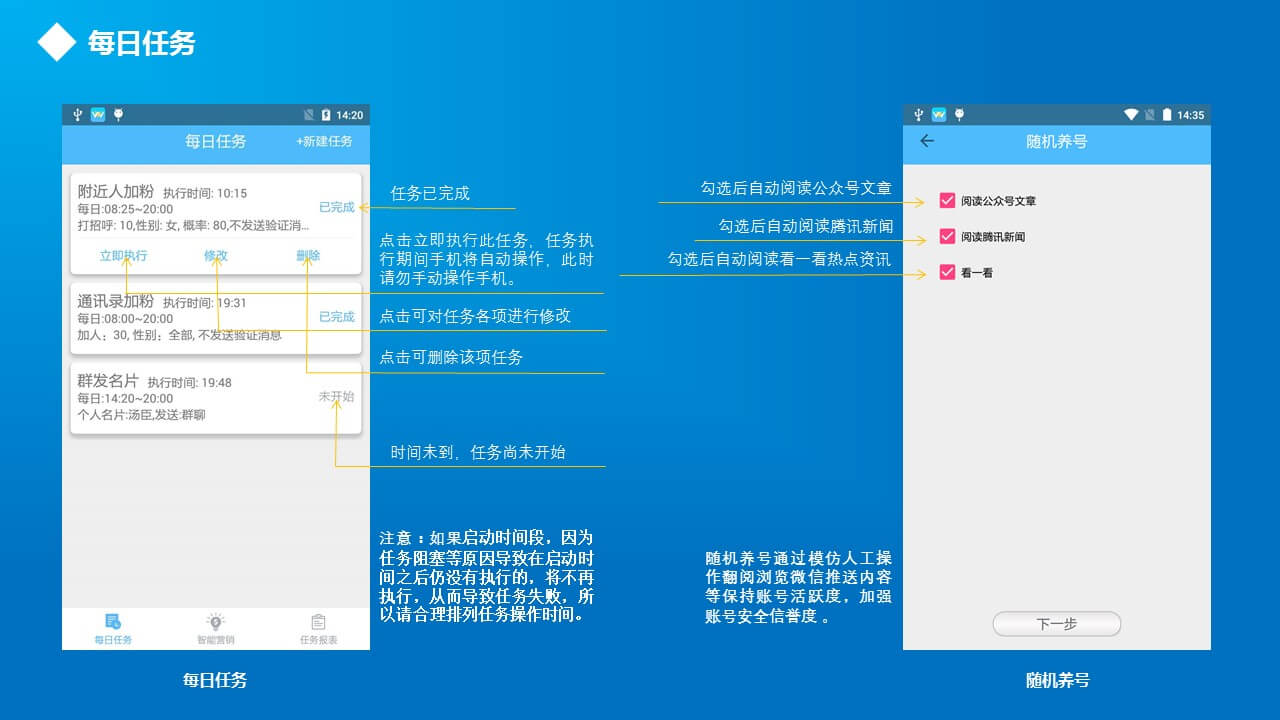 每日任务
14:20
每日任务
+新建任务
附近人加粉 执行时间: 10:15
每日:08:25~20:00
已完成
打招呼: 10,性别: 女, 概率: 80,不发送验证消...
立即执行
修改
删除
通讯录加粉 执行时间: 19:31
每日:08:00~20:00
已完成
加人：30, 性别：全部, 不发送验证消息
群发名片 执行时间: 19:48
每日:14:20~20:00
未开始
个人名片:汤臣,发送:群聊
每日任务
智能营销
任务报表
每日任务
任务已完成
点击立即执行此任务，任务执
行期间手机将自动操作，此时
请勿手动操作手机。
点击可对任务各项进行修改
点击可删除该项任务
时间未到，任务尚未开始
注意：如果启动时间段，因为
任务阻塞等原因导致在启动时
间之后仍没有执行的，将不再
执行，从而导致任务失败，所
以请合理排列任务操作时间。
勾选后自动阅读公众号文章
勾选后自动阅读腾讯新闻
勾选后自动阅读看一看热点资讯
随机养号通过模仿人工操
作翻阅浏览微信推送内容
等保持账号活跃度，加强
账号安全信誉度 。
14:35
随机养号
阅读公众号文章
阅读腾讯新闻
看一看
下一步
随机养号